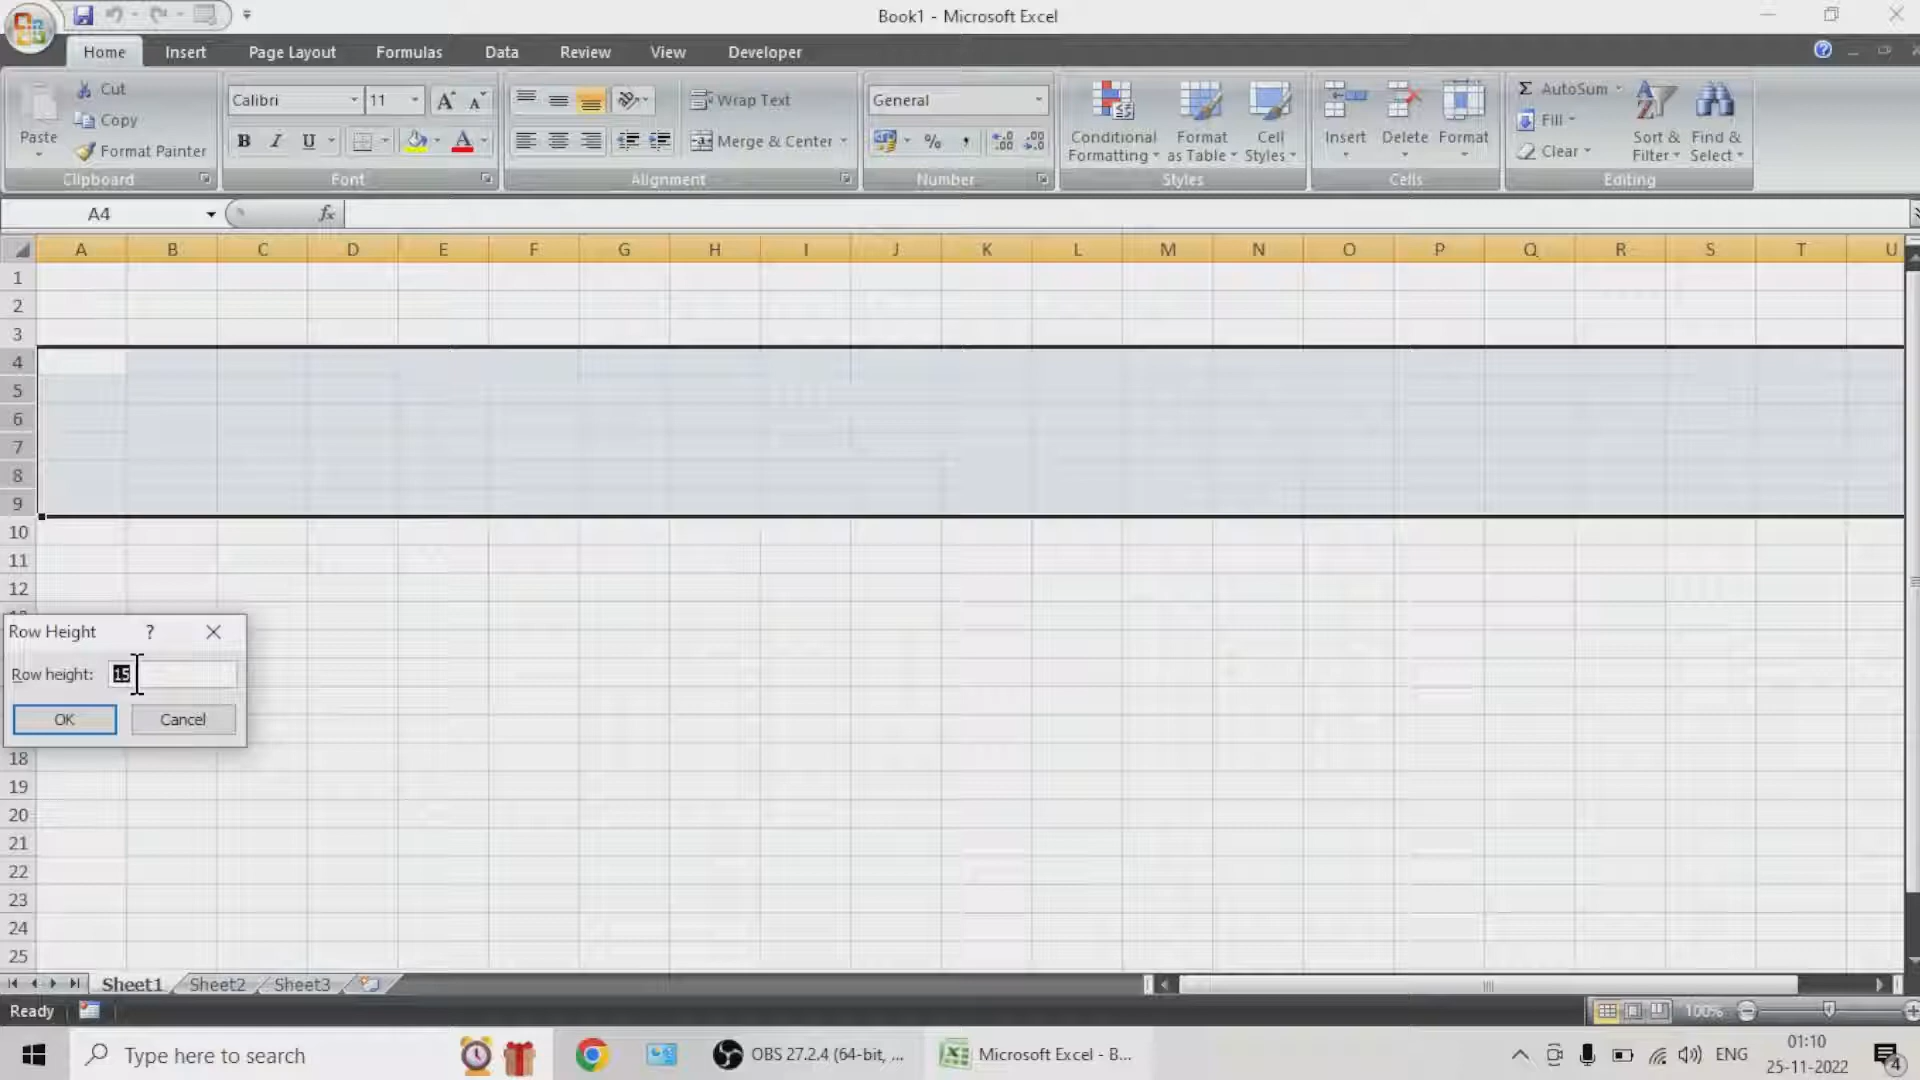 Book1 - Microsoft Excel
Home Insert Page Layout Formulas Data Review View Developer
Paste
Cut
Copy
Format Painter
Clipboard
Calibri 11
B I U
Font
Wrap Text
Merge & Center
Alignment
General
%
Number
Conditional Formatting
Format as Table
Cell Styles
Styles
Insert Delete Format
Cells
Σ AutoSum
Fill
Clear
Sort & Filter
Find & Select
Editing
A4
fx
A B C D E F G H I J K L M N O P Q R S T U
1
2
3
4
5
6
7
8
9
10
11
12
Row Height ?
Row height: 15
OK Cancel
18
19
20
21
22
23
24
25
Sheet1 Sheet2 Sheet3
Ready
100%
Type here to search
OBS 27.2.4 (64-bit, ...
Microsoft Excel - B...
ENG
01:10
25-11-2022
4